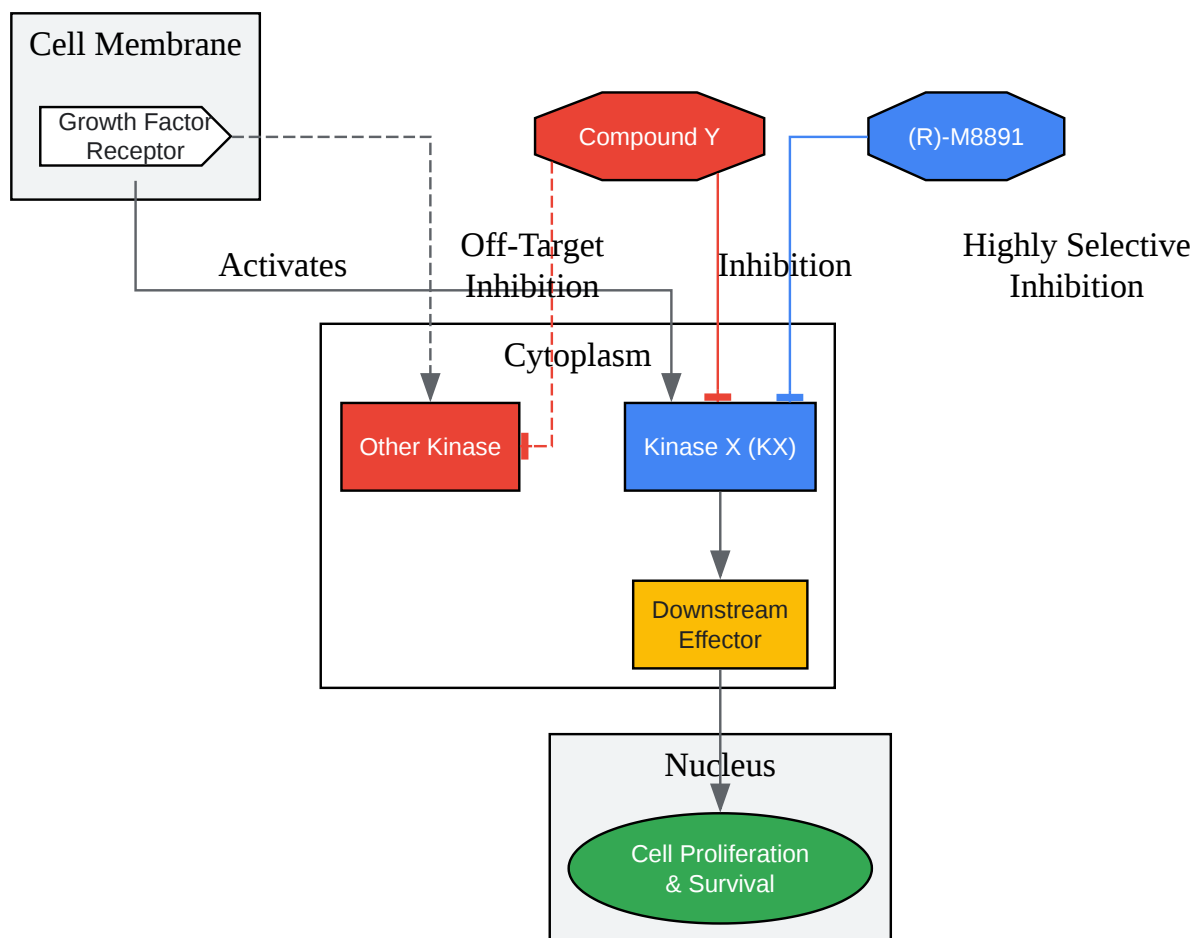 Cell Membrane
Growth Factor
Receptor
Compound Y
(R)-M8891
Activates
Off-Target
Inhibition
Inhibition
Highly Selective
Inhibition
Cytoplasm
Other Kinase
Kinase X (KX)
Downstream
Effector
Nucleus
Cell Proliferation
& Survival